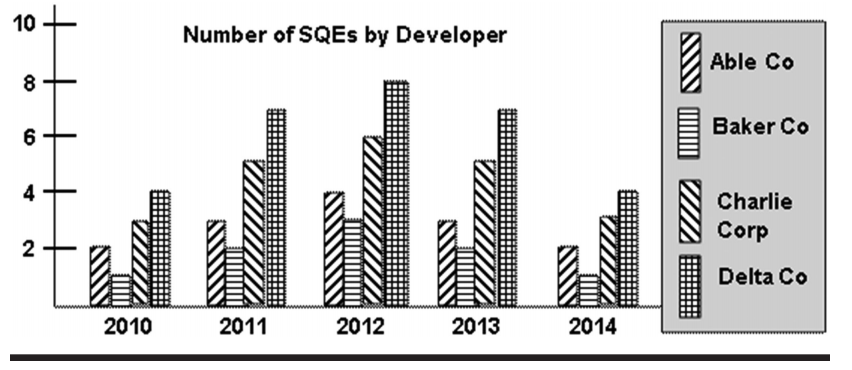 Number of SQEs by Developer
10
8
6
4
2
2010 2011 2012 2013 2014
Able Co
Baker Co
Charlie
Corp
Delta Co